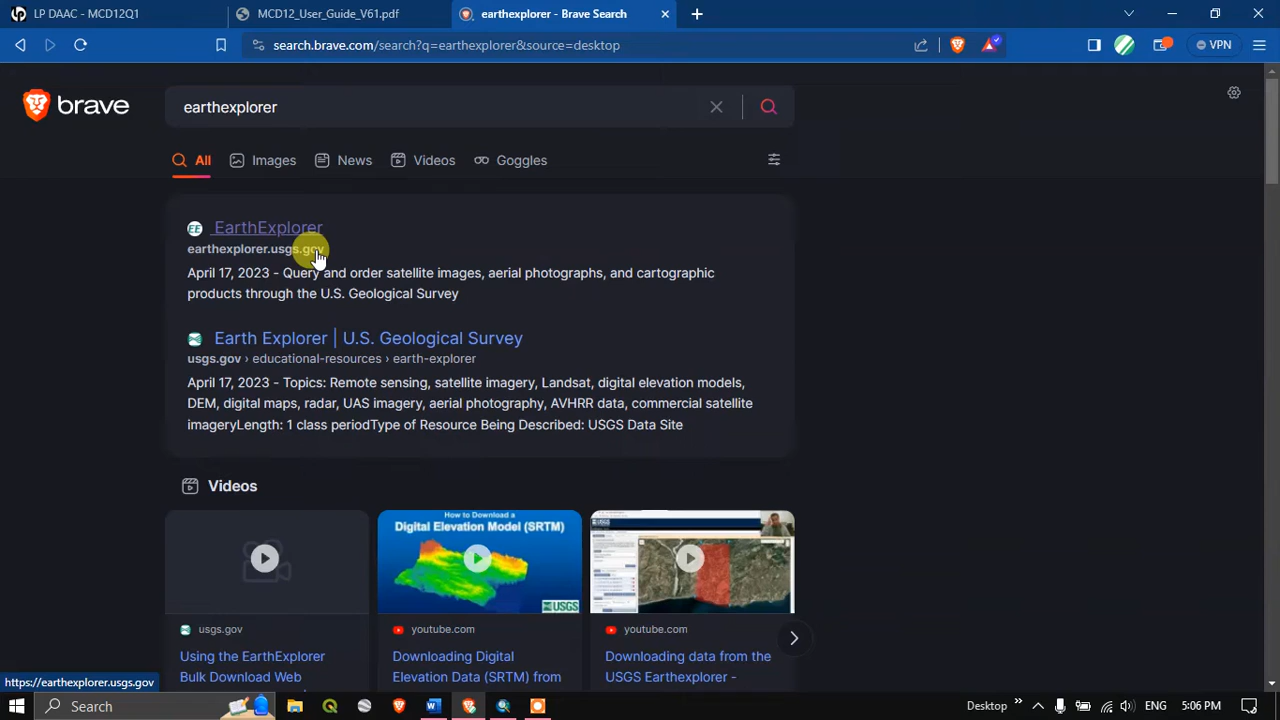 LP DAAC - MCD12Q1
MCD12_User_Guide_V61.pdf
earthexplorer - Brave Search
search.brave.com/search?q=earthexplorer&source=desktop
VPN
brave
earthexplorer
All
Images
News
Videos
Goggles
EE
EarthExplorer
earthexplorer.usgs.gov
April 17, 2023 - Query and order satellite images, aerial photographs, and cartographic
products through the U.S. Geological Survey
Earth Explorer | U.S. Geological Survey
usgs.gov › educational-resources › earth-explorer
April 17, 2023 - Topics: Remote sensing, satellite imagery, Landsat, digital elevation models,
DEM, digital maps, radar, UAS imagery, aerial photography, AVHRR data, commercial satellite
imageryLength: 1 class periodType of Resource Being Described: USGS Data Site
Videos
How to Download a
Digital Elevation Model (SRTM)
USGS
usgs.gov
youtube.com
youtube.com
Using the EarthExplorer
Bulk Download Web
Downloading Digital
Elevation Data (SRTM) from
Downloading data from the
USGS Earthexplorer -
https://earthexplorer.usgs.gov
Search
Desktop
ENG
5:06 PM